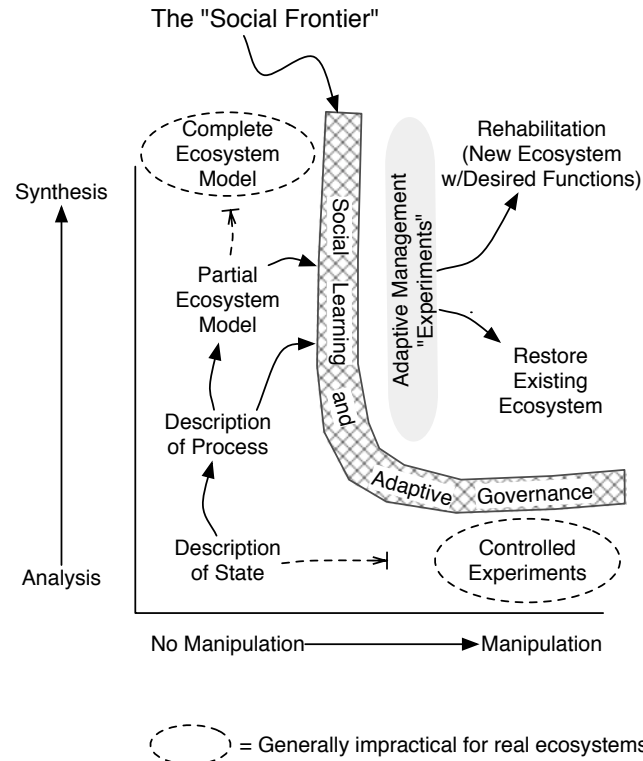 The "Social Frontier"
Complete
Ecosystem
Model
Rehabilitation
(New Ecosystem
w/Desired Functions)
Synthesis
Social Learning and Adaptive Governance
Adaptive Management
"Experiments"
Partial
Ecosystem
Model
Restore
Existing
Ecosystem
Description
of Process
Description
of State
Controlled
Experiments
Analysis
No Manipulation
Manipulation
= Generally impractical for real ecosystems